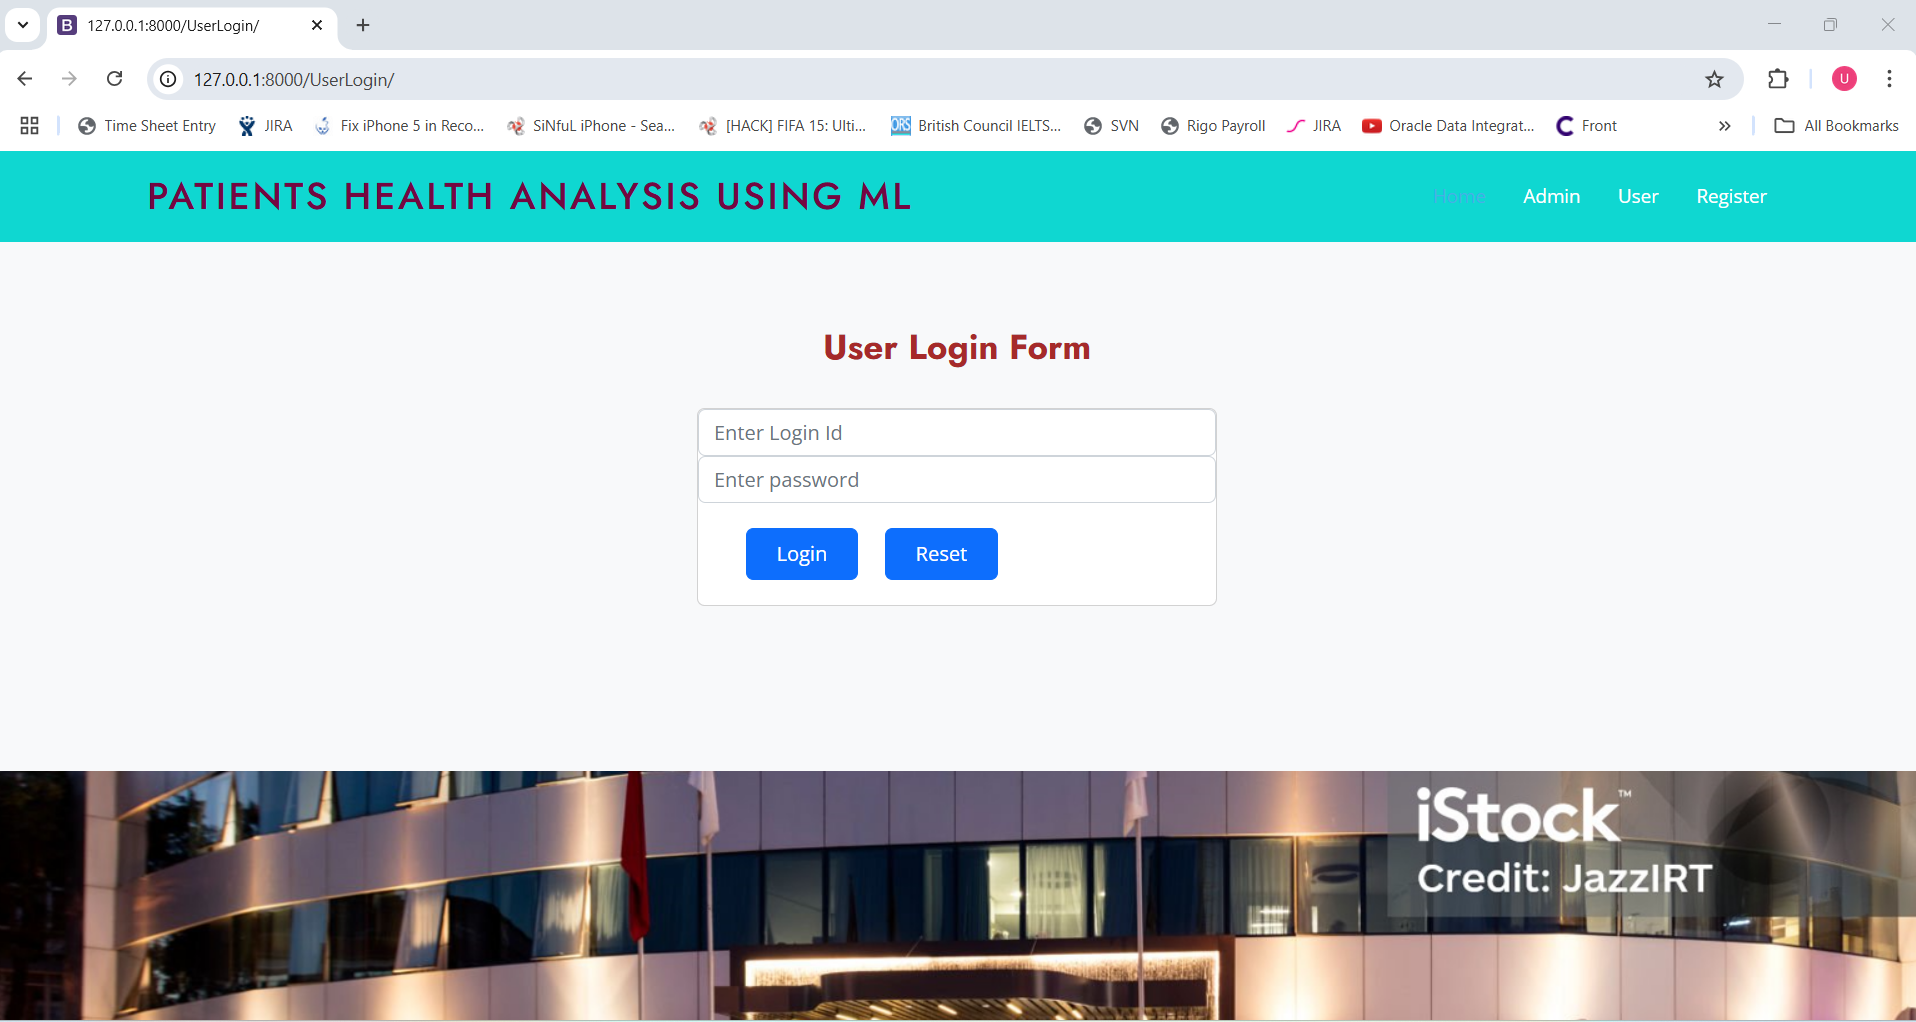 B 127.0.0.1:8000/UserLogin/
127.0.0.1:8000/UserLogin/
U
Time Sheet Entry JIRA Fix iPhone 5 in Reco... SiNfuL iPhone - Sea... [HACK] FIFA 15: Ulti... ORS British Council IELTS... SVN Rigo Payroll JIRA Oracle Data Integrat... Front » All Bookmarks
PATIENTS HEALTH ANALYSIS USING ML
Home Admin User Register
User Login Form
Enter Login Id
Enter password
Login Reset
iStock™
Credit: JazzIRT